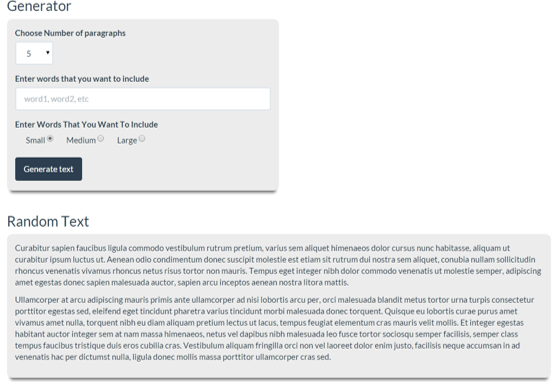 Generator
Choose Number of paragraphs
5
Enter words that you want to include
word1, word2, etc
Enter Words That You Want To Include
Small Medium Large
Generate text
Random Text
Curabitur sapien faucibus ligula commodo vestibulum rutrum pretium, varius sem aliquet himenaeos dolor cursus nunc habitasse, aliquam ut
curabitur ipsum luctus ut. Aenean odio condimentum donec suscipit molestie est etiam sit rutrum dui nostra sem aliquet, conubia nullam sollicitudin
rhoncus venenatis vivamus rhoncus netus risus tortor non mauris. Tempus eget integer nibh dolor commodo venenatis ut molestie semper, adipiscing
amet egestas donec sapien malesuada auctor, sapien arcu inceptos aenean nostra litora mattis.
Ullamcorper at arcu adipiscing mauris primis ante ullamcorper ad nisi lobortis arcu per, orci malesuada blandit metus tortor urna turpis consectetur
porttitor egestas sed, eleifend eget tincidunt pharetra varius tincidunt morbi malesuada donec torquent. Quisque eu lobortis curae purus amet
vivamus amet nulla, torquent nibh eu diam aliquam pretium lectus ut lacus, tempus feugiat elementum cras mauris velit mollis. Et integer egestas
habitant auctor integer sem at nam massa himenaeos, netus vel dapibus nibh malesuada leo fusce tortor sociosqu semper facilisis, semper class
tempus faucibus tristique duis eros cubilia cras. Vestibulum aliquam fringilla orci non vel laoreet dolor enim justo, facilisis neque accumsan in ad
venenatis hac per dictumst nulla, ligula donec mollis massa porttitor ullamcorper cras sed.